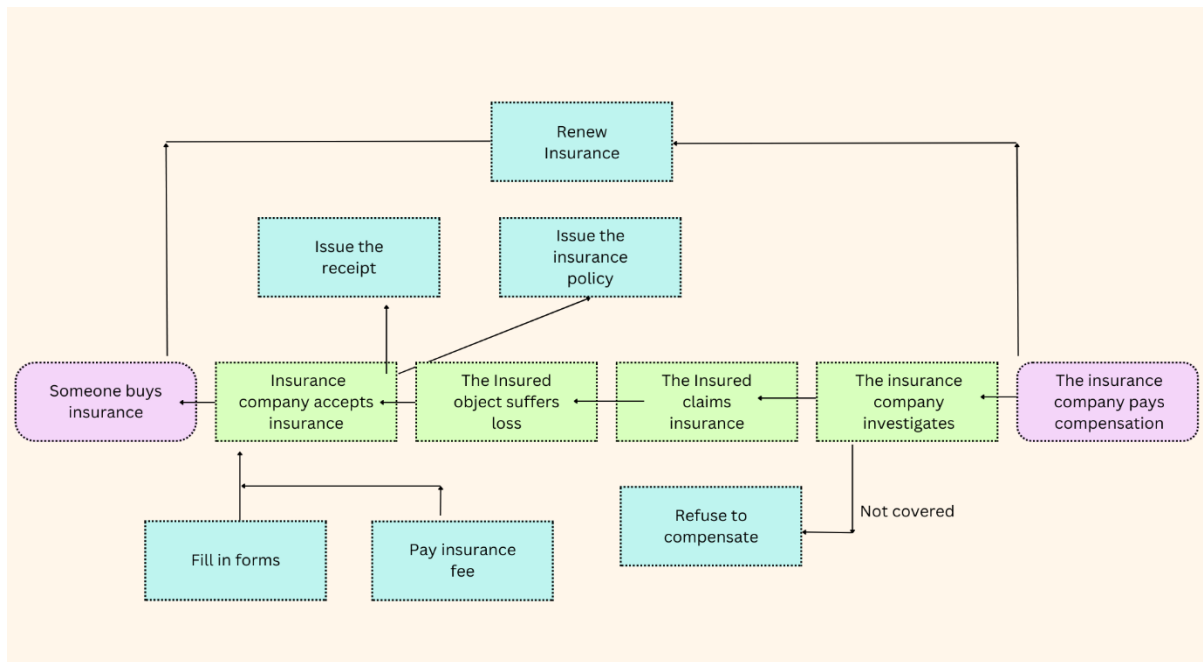 Renew
Insurance
Issue the
receipt
Issue the
insurance
policy
Someone buys
insurance
Insurance
company accepts
insurance
The Insured
object suffers
loss
The Insured
claims
insurance
The insurance
company
investigates
The insurance
company pays
compensation
Fill in forms
Pay insurance
fee
Refuse to
compensate
Not covered